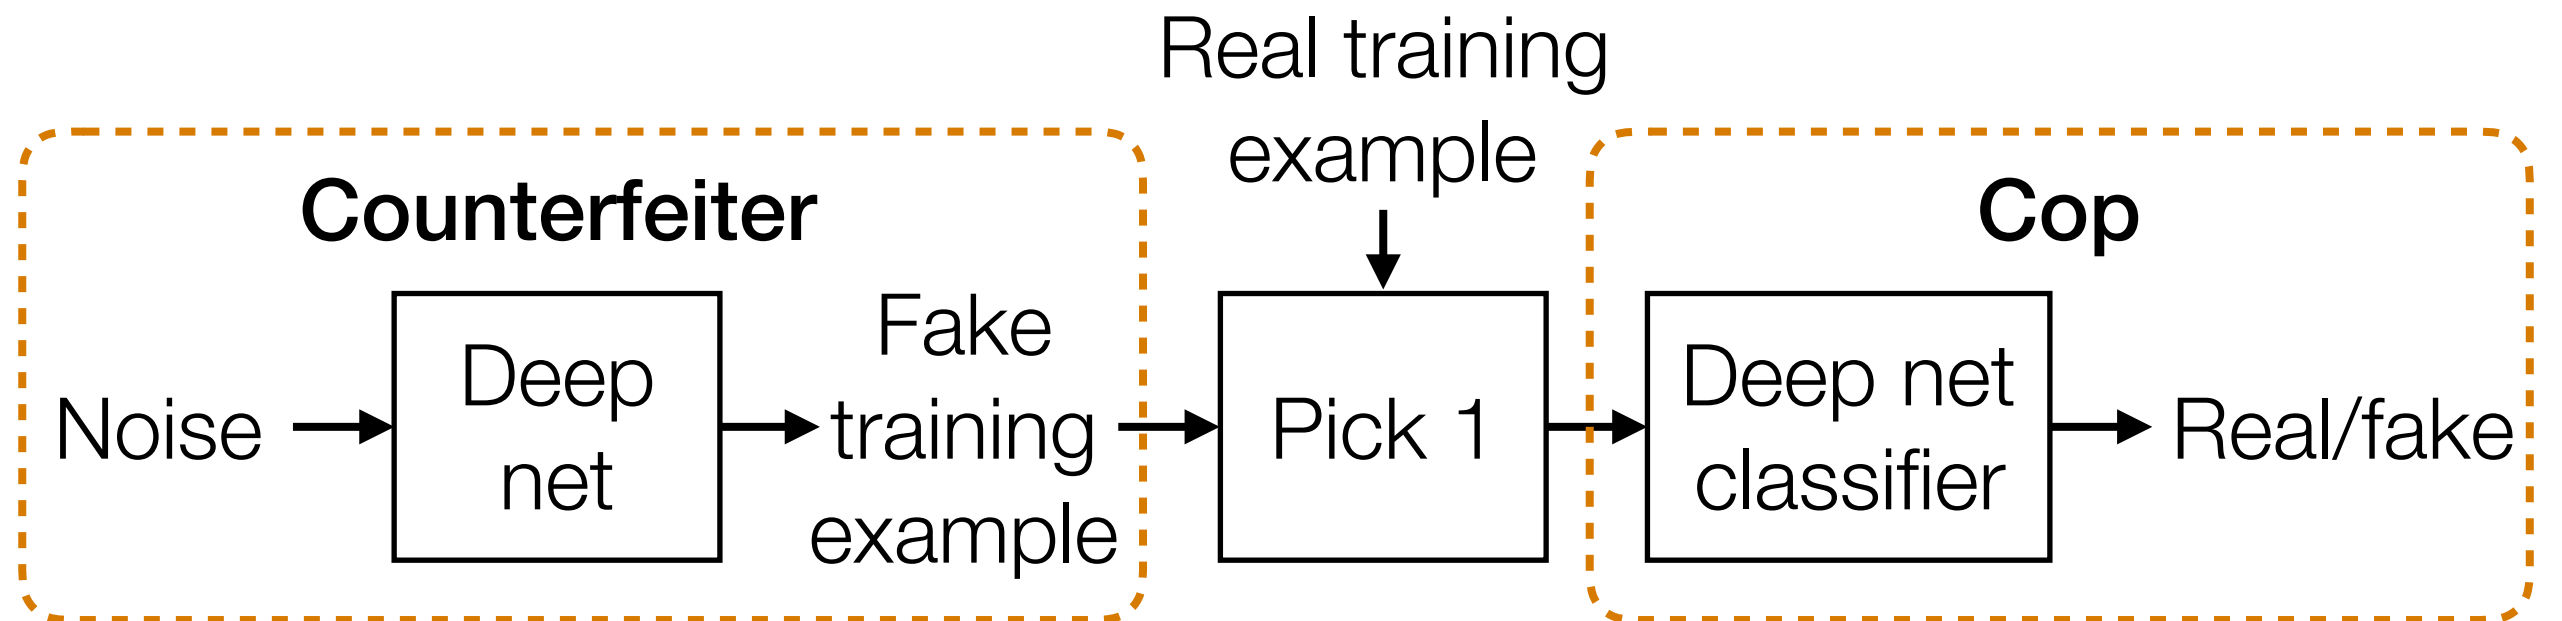 Real training
example
Counterfeiter
Cop
Noise
Deep
net
Fake
training
example
Pick 1
Deep net
classifier
Real/fake